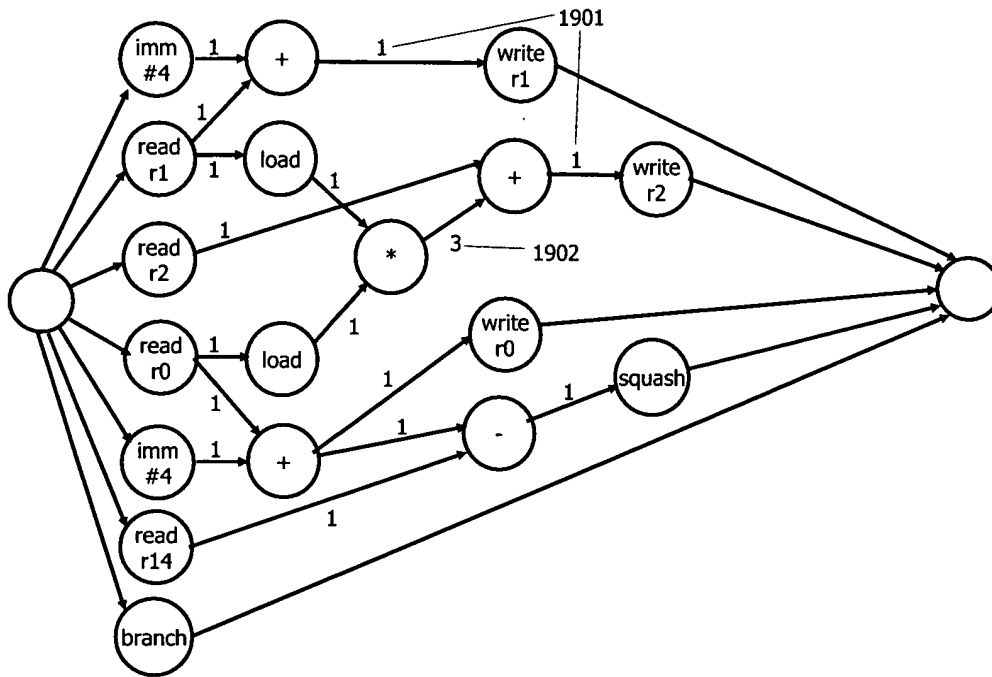 1901
imm
#4
1
+
1
write
r1
1
read
r1
1
load
1
+
1
write
r2
read
r2
1
*
3
1902
read
r0
1
load
1
write
r0
1
1
squash
imm
#4
1
+
1
-
1
read
r14
1
branch